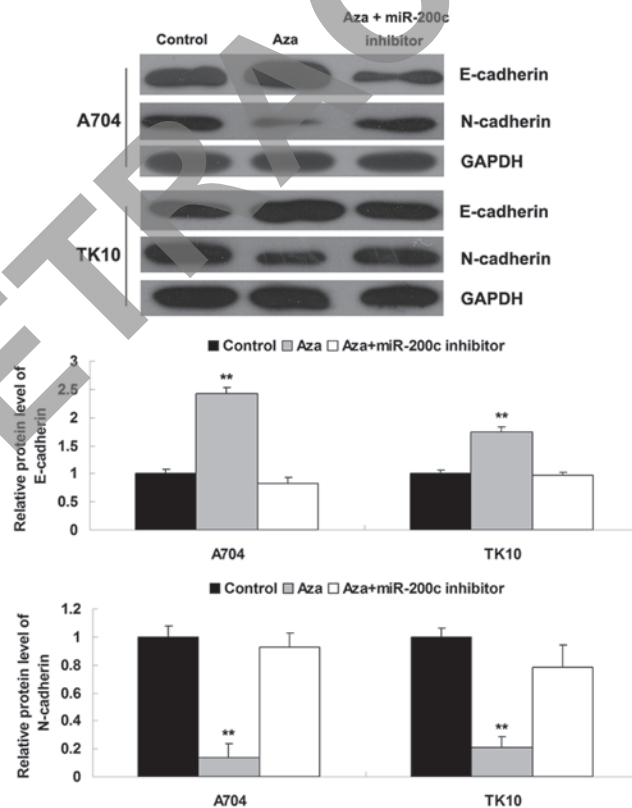 Control Aza Aza + miR-200c inhibitor
E-cadherin
A704 N-cadherin
GAPDH
E-cadherin
TK10 N-cadherin
GAPDH
Control Aza Aza+miR-200c inhibitor
Relative protein level of
E-cadherin
3
2.5
2
1.5
1
0.5
0
** **
A704 TK10
Control Aza Aza+miR-200c inhibitor
Relative protein level of
N-cadherin
1.2
1
0.8
0.6
0.4
0.2
0
** **
A704 TK10